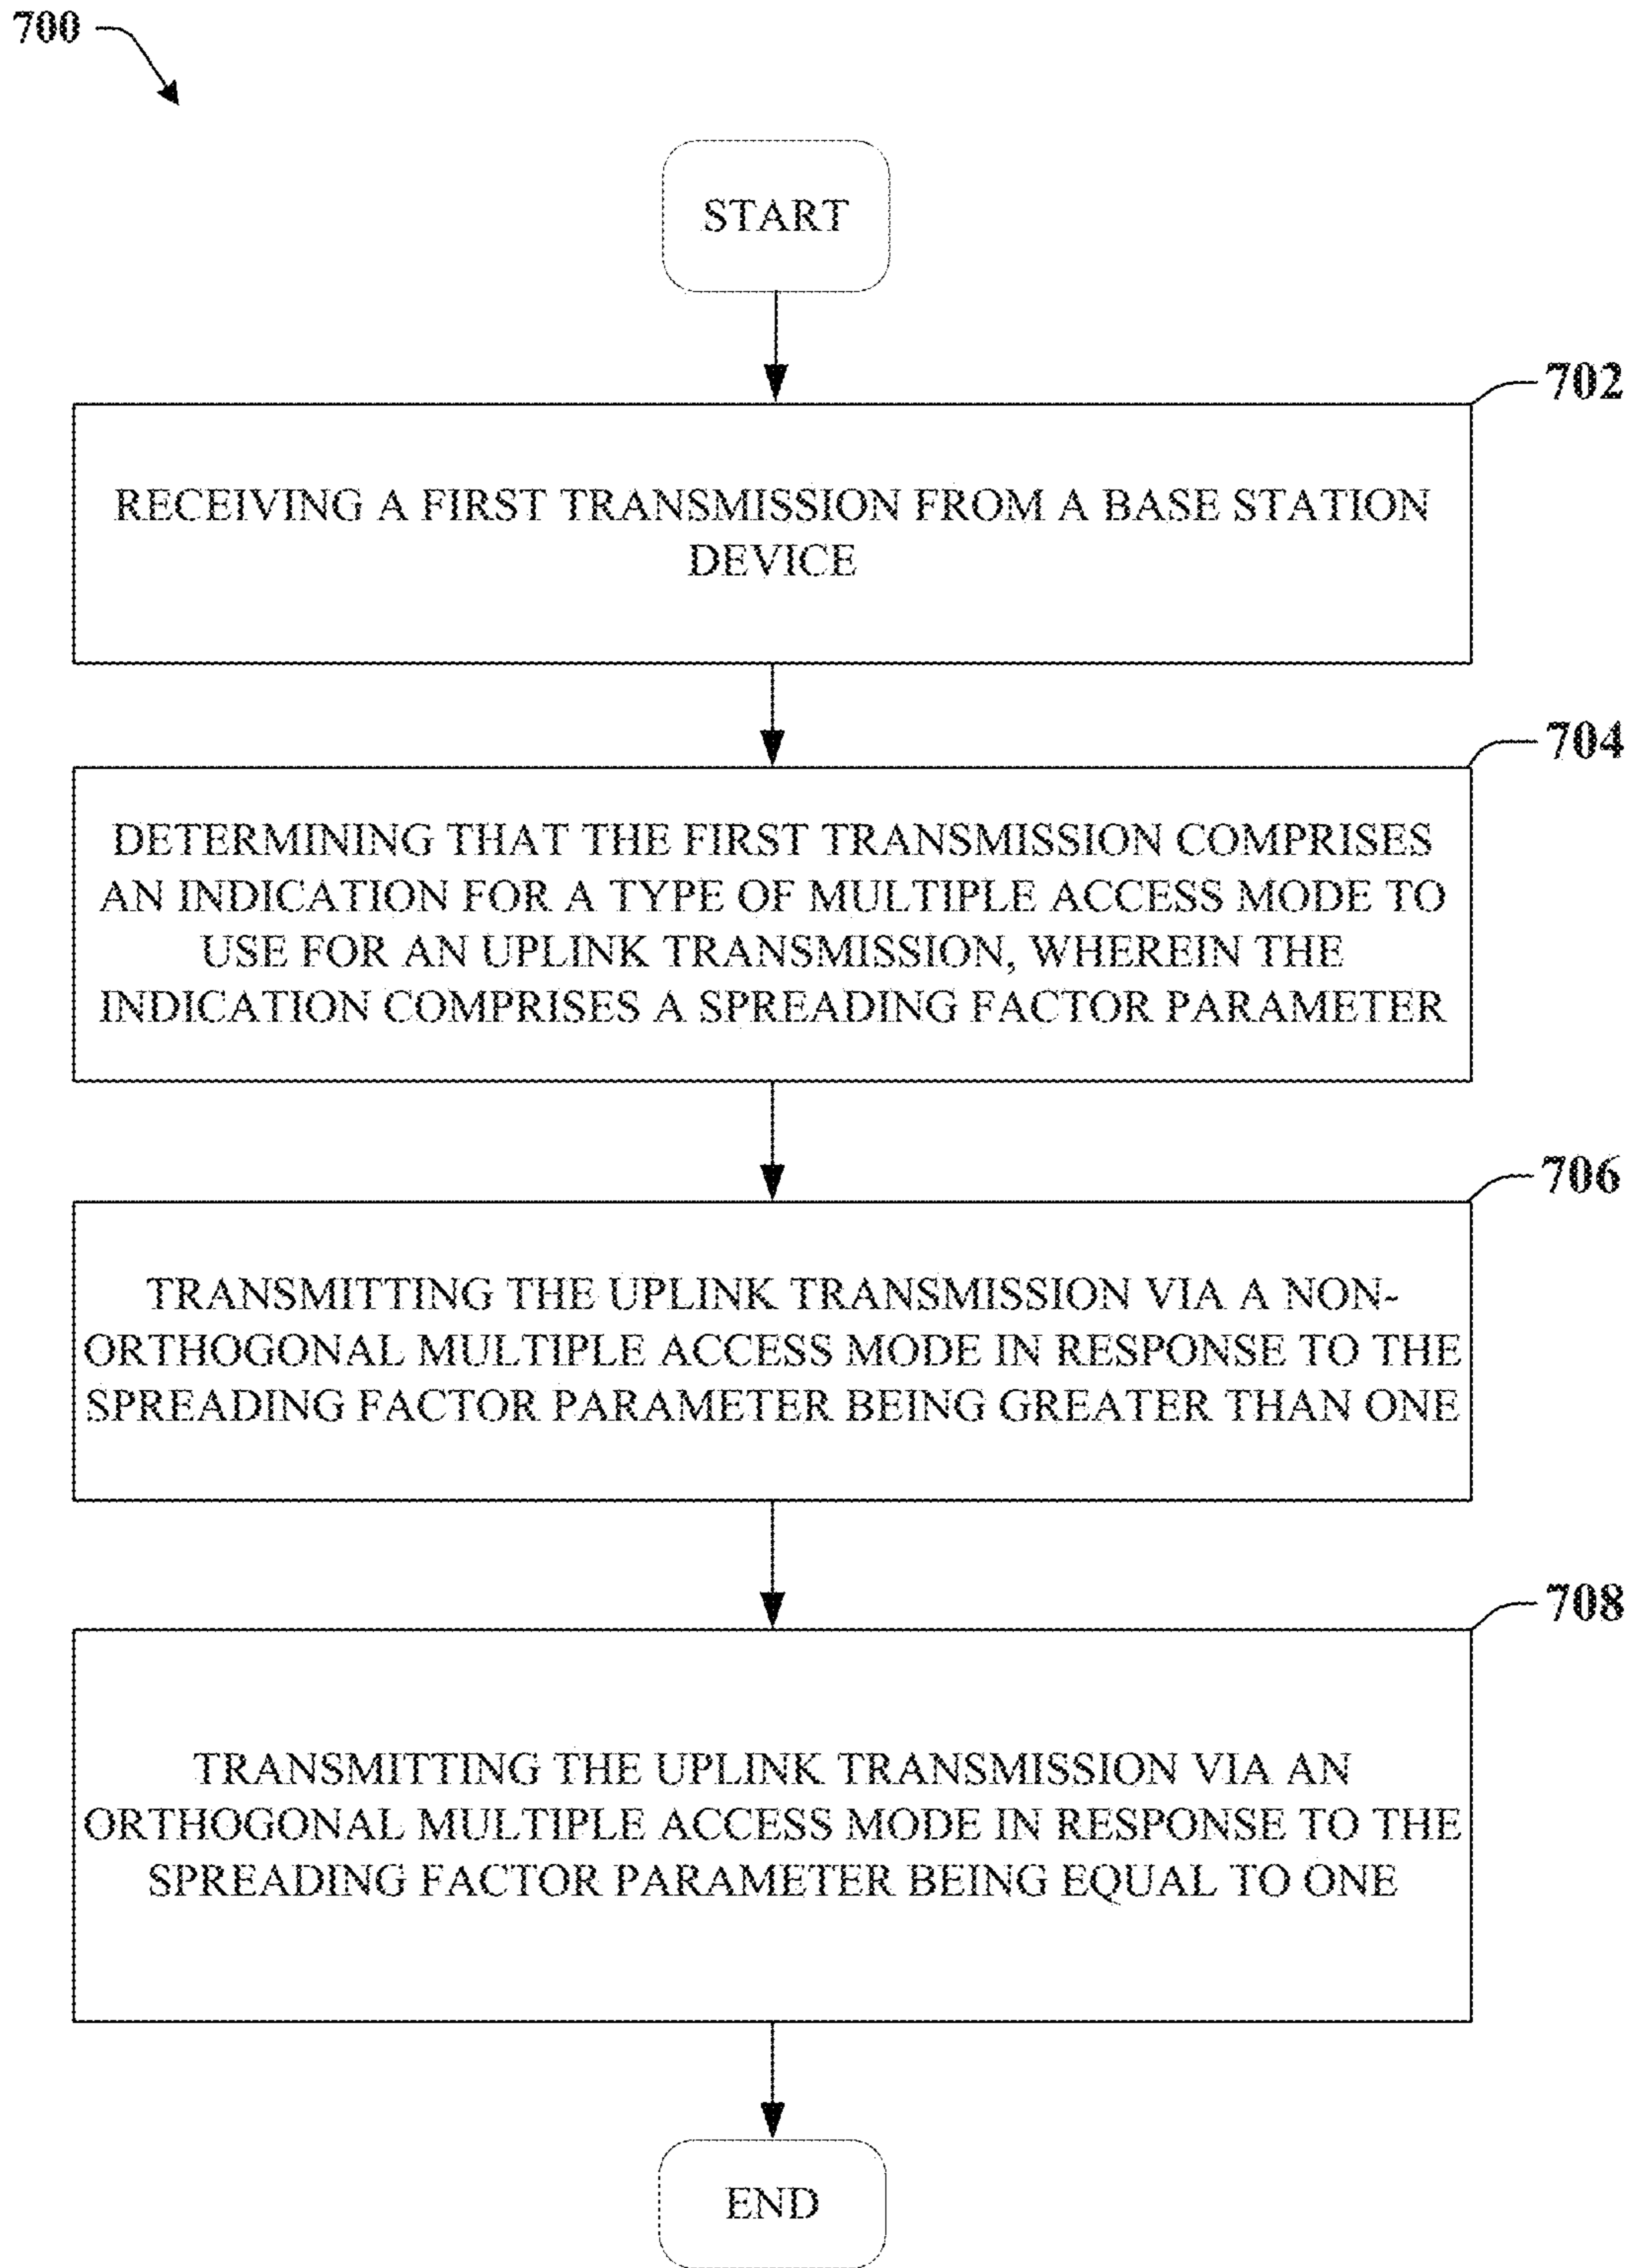 700
START
702
RECEIVING A FIRST TRANSMISSION FROM A BASE STATION
DEVICE
704
DETERMINING THAT THE FIRST TRANSMISSION COMPRISES
AN INDICATION FOR A TYPE OF MULTIPLE ACCESS MODE TO
USE FOR AN UPLINK TRANSMISSION, WHEREIN THE
INDICATION COMPRISES A SPREADING FACTOR PARAMETER
706
TRANSMITTING THE UPLINK TRANSMISSION VIA A NON-
ORTHOGONAL MULTIPLE ACCESS MODE IN RESPONSE TO THE
SPREADING FACTOR PARAMETER BEING GREATER THAN ONE
708
TRANSMITTING THE UPLINK TRANSMISSION VIA AN
ORTHOGONAL MULTIPLE ACCESS MODE IN RESPONSE TO THE
SPREADING FACTOR PARAMETER BEING EQUAL TO ONE
END